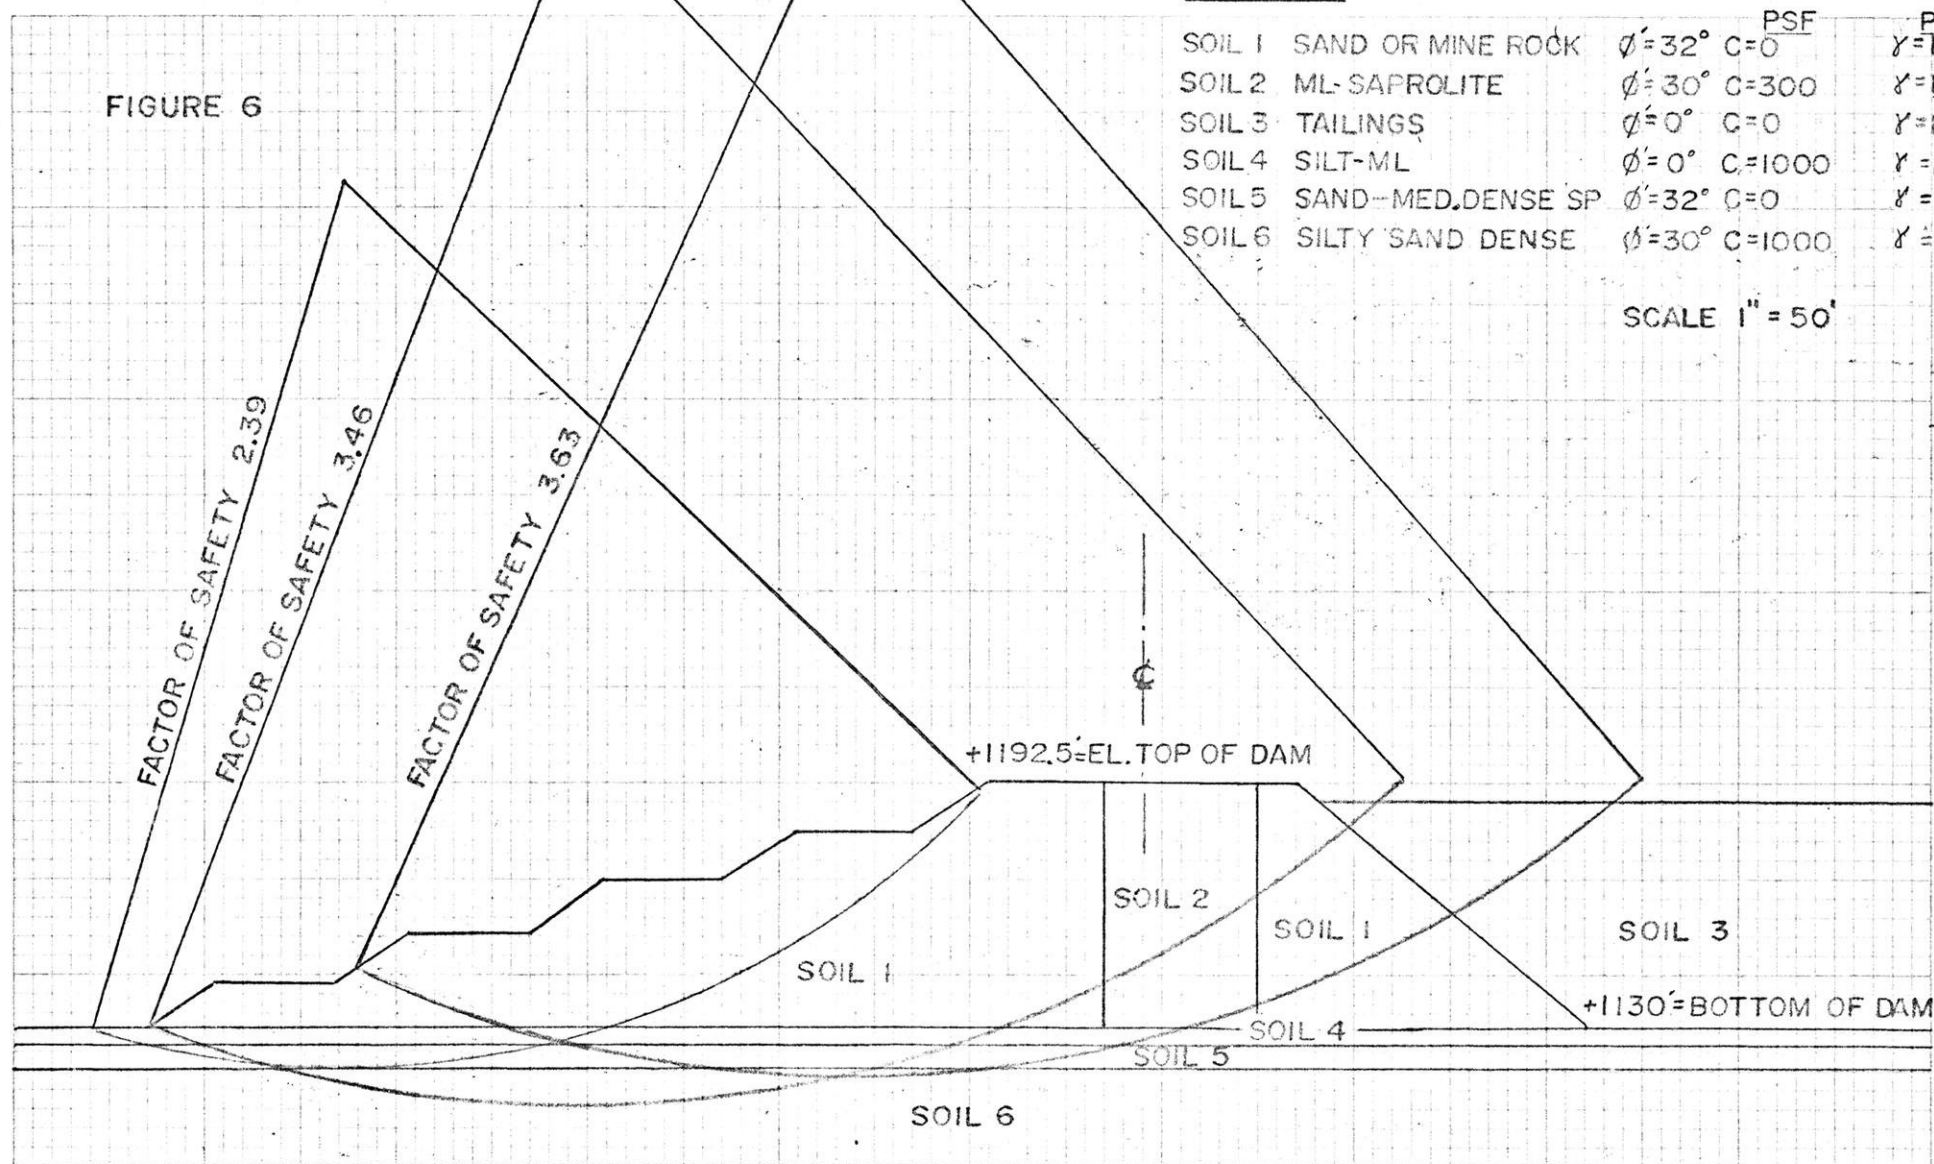 PSF
SOIL 1 SAND OR MINE ROCK Ø'=32° C=0 γ=
SOIL 2 ML-SAPROLITE Ø'=30° C=300 γ=
SOIL 3 TAILINGS Ø'=0° C=0 γ=
SOIL 4 SILT-ML Ø'=0° C=1000 γ=
SOIL 5 SAND-MED.DENSE SP Ø'=32° C=0 γ=
SOIL 6 SILTY SAND DENSE Ø'=30° C=1000 γ=
FIGURE 6
SCALE 1" = 50'
FACTOR OF SAFETY 2.39
FACTOR OF SAFETY 3.46
FACTOR OF SAFETY 3.63
℄
+1192.5'=EL.TOP OF DAM
SOIL 2
SOIL 1
SOIL 3
SOIL 1
+1130'=BOTTOM OF DAM
SOIL 4
SOIL 5
SOIL 6